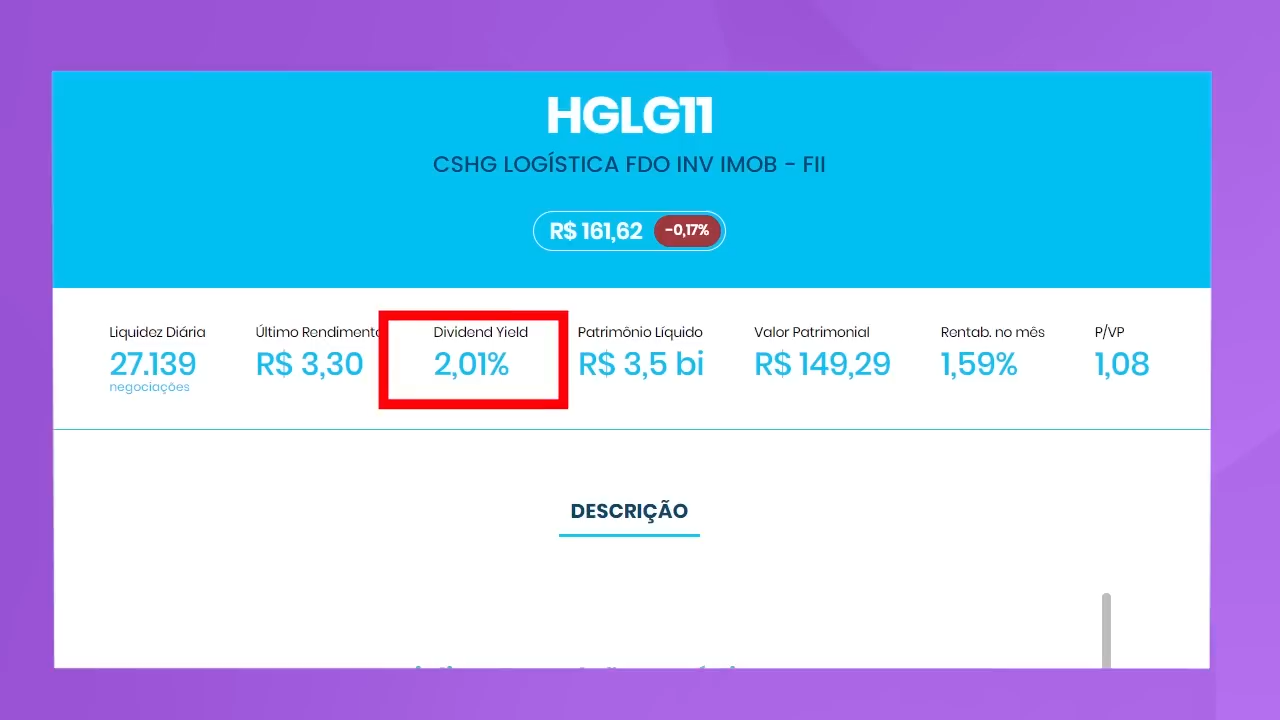 HGLG11
CSHG LOGÍSTICA FDO INV IMOB - FII
R$ 161,62 -0,17%
Liquidez Diária Último Rendimento Dividend Yield Patrimônio Líquido Valor Patrimonial Rentab. no mês P/VP
27.139 R$ 3,30 2,01% R$ 3,5 bi R$ 149,29 1,59% 1,08
negociações
DESCRIÇÃO